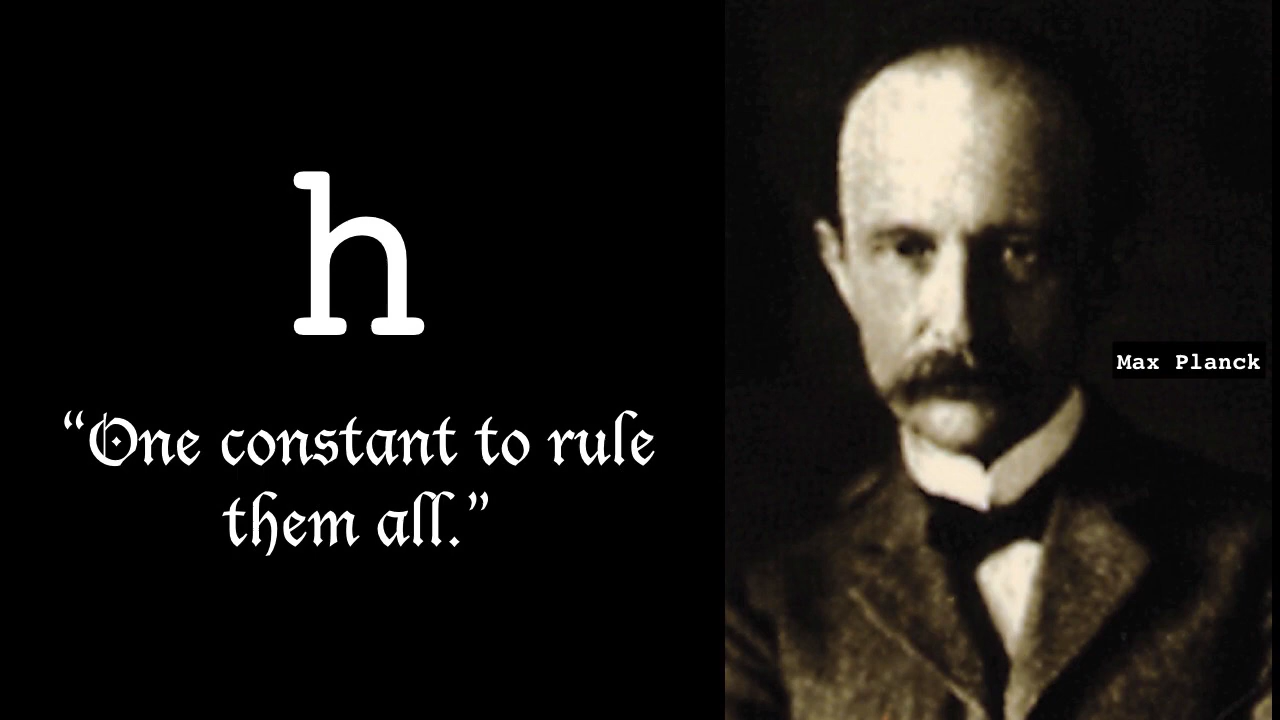 h
“One constant to rule
them all.”
Max Planck